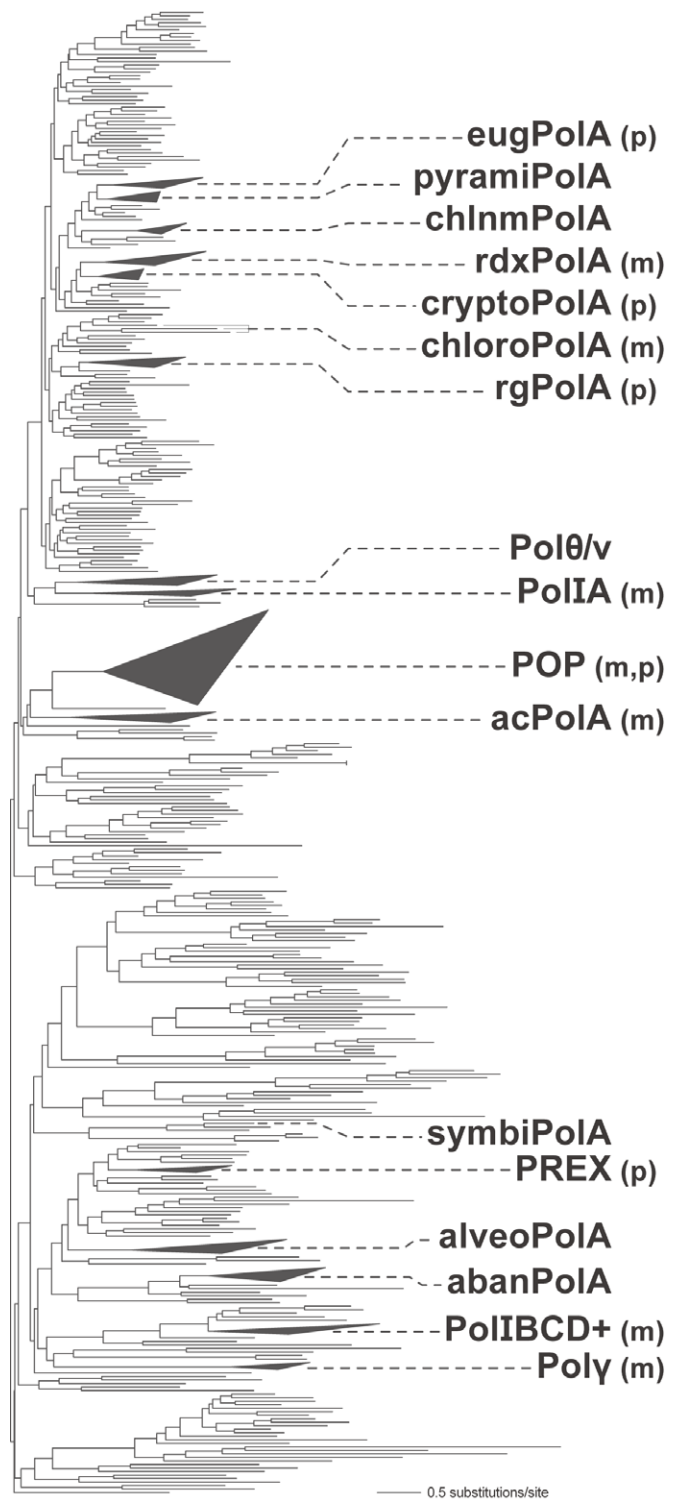 eugPolA (p)
pyramiPolA
chlnmPolA
rdxPolA (m)
cryptoPolA (p)
chloroPolA (m)
rgPolA (p)
Polθ/ν
PolIA (m)
POP (m,p)
acPolA (m)
symbiPolA
PREX (p)
alveoPolA
abanPolA
PolIBCD+ (m)
Polγ (m)
0.5 substitutions/site